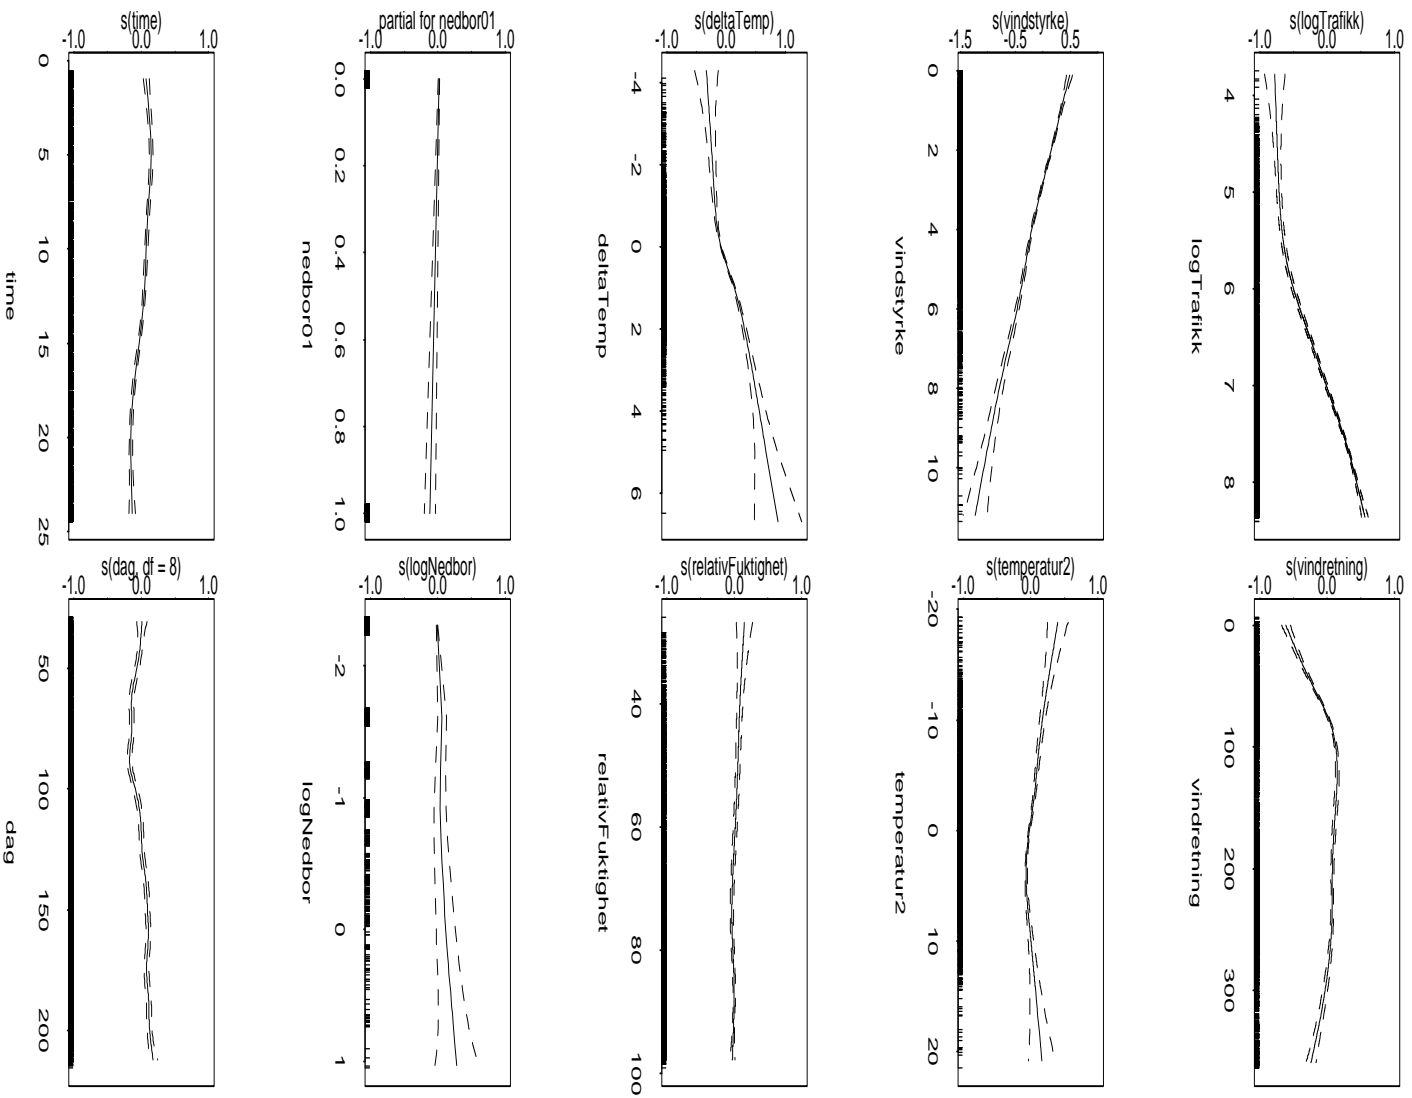 s(logTrafikk)
-1.0 0.0 1.0
4 5 6 7 8
logTrafikk
s(vindretning)
-1.0 0.0 1.0
0 100 200 300
vindretning
s(vindstyrke)
-1.5 -0.5 0.5
0 2 4 6 8 10
vindstyrke
s(temperatur2)
-1.0 0.0 1.0
-20 -10 0 10 20
temperatur2
s(deltaTemp)
-1.0 0.0 1.0
-4 -2 0 2 4 6
deltaTemp
s(relativFuktighet)
-1.0 0.0 1.0
40 60 80 100
relativFuktighet
partial for nedbor01
-1.0 0.0 1.0
0.0 0.2 0.4 0.6 0.8 1.0
nedbor01
s(logNedbor)
-1.0 0.0 1.0
-2 -1 0 1
logNedbor
s(time)
-1.0 0.0 1.0
0 5 10 15 20 25
time
s(dag, df = 8)
-1.0 0.0 1.0
50 100 150 200
dag